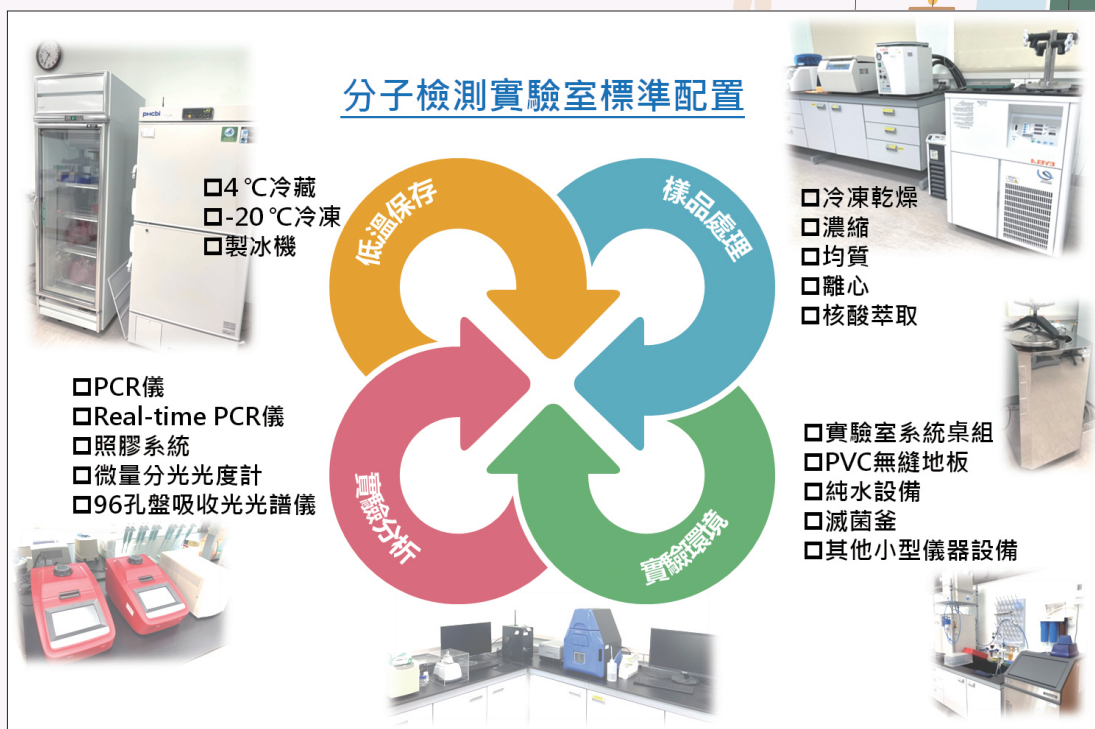 分子檢測實驗室標準配置
低溫保存
□4 ℃冷藏
□-20 ℃冷凍
□製冰機
樣品處理
□冷凍乾燥
□濃縮
□均質
□離心
□核酸萃取
實驗分析
□PCR儀
□Real-time PCR儀
□照膠系統
□微量分光光度計
□96孔盤吸收光光譜儀
實驗環境
□實驗室系統桌組
□PVC無縫地板
□純水設備
□滅菌釜
□其他小型儀器設備
PHCbi
EYELA